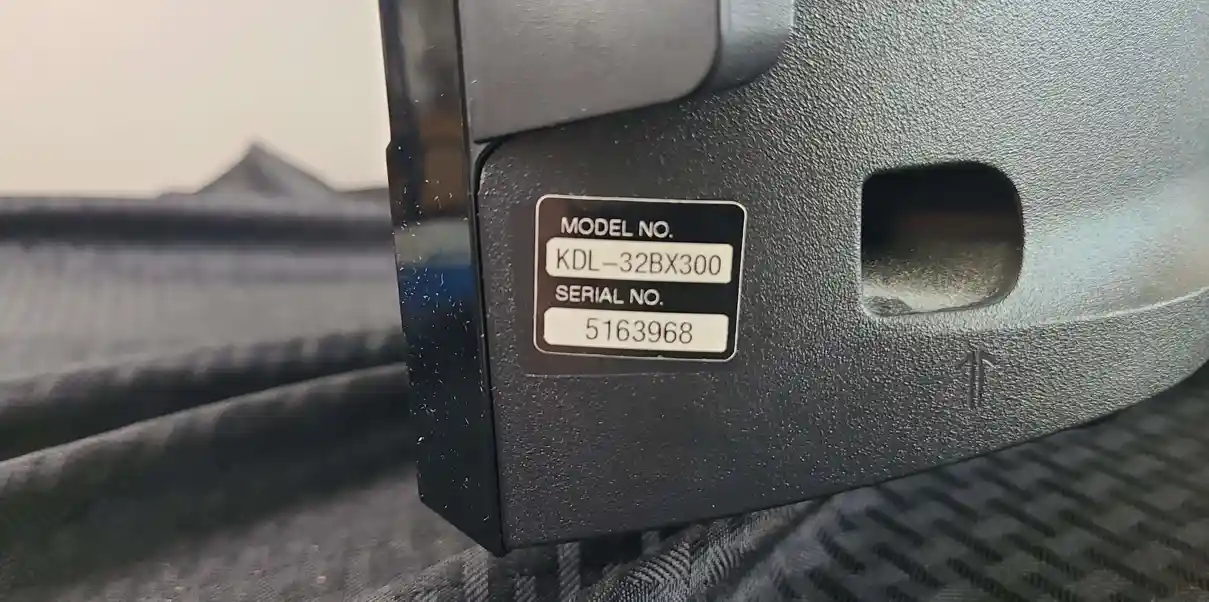 MODEL NO.
KDL-32BX300
SERIAL NO.
5163968